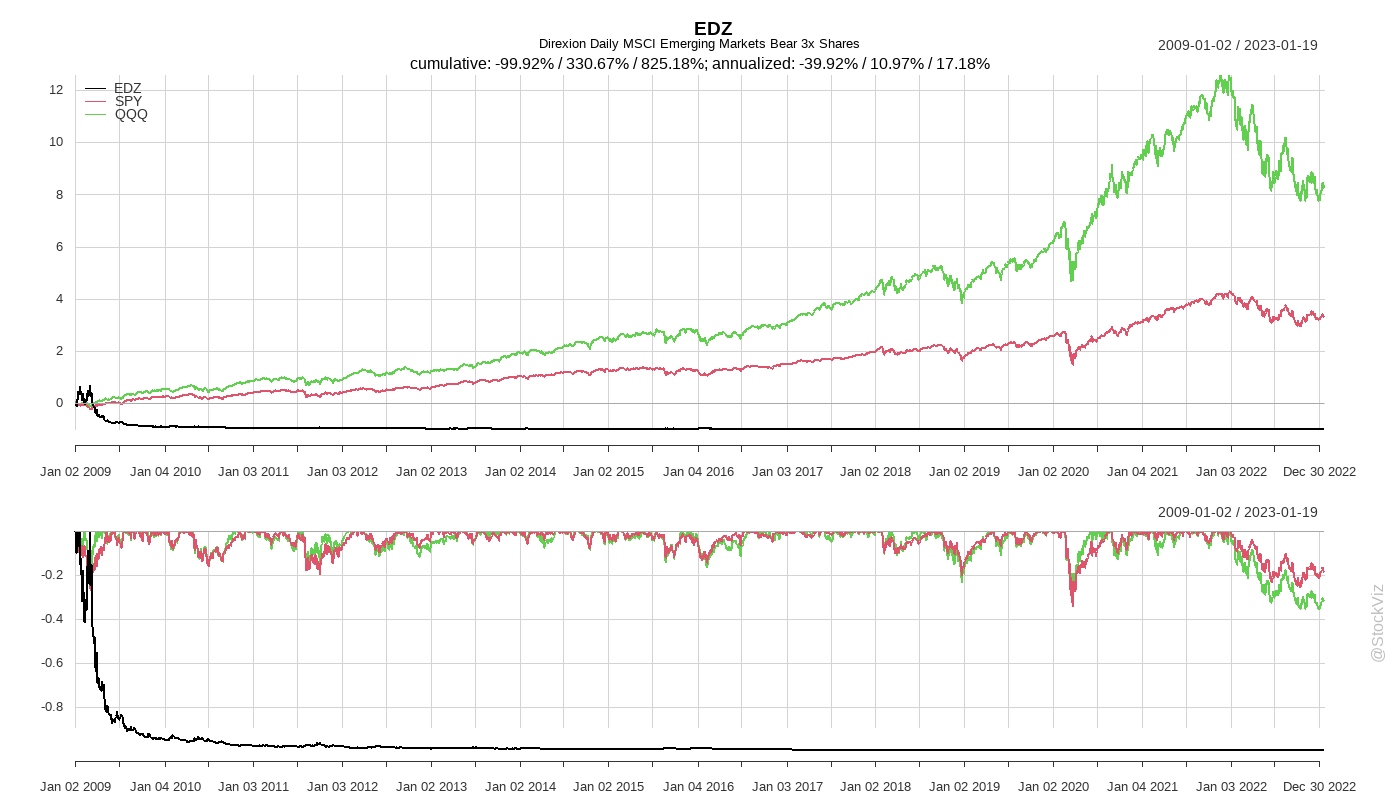 EDZ
Direxion Daily MSCI Emerging Markets Bear 3x Shares
2009-01-02 / 2023-01-19
cumulative: -99.92% / 330.67% / 825.18%; annualized: -39.92% / 10.97% / 17.18%
EDZ
SPY
QQQ
12
10
8
6
4
2
0
Jan 02 2009 Jan 04 2010 Jan 03 2011 Jan 03 2012 Jan 02 2013 Jan 02 2014 Jan 02 2015 Jan 04 2016 Jan 03 2017 Jan 02 2018 Jan 02 2019 Jan 02 2020 Jan 04 2021 Jan 03 2022 Dec 30 2022
2009-01-02 / 2023-01-19
-0.2
-0.4
-0.6
-0.8
Jan 02 2009 Jan 04 2010 Jan 03 2011 Jan 03 2012 Jan 02 2013 Jan 02 2014 Jan 02 2015 Jan 04 2016 Jan 03 2017 Jan 02 2018 Jan 02 2019 Jan 02 2020 Jan 04 2021 Jan 03 2022 Dec 30 2022
@StockViz